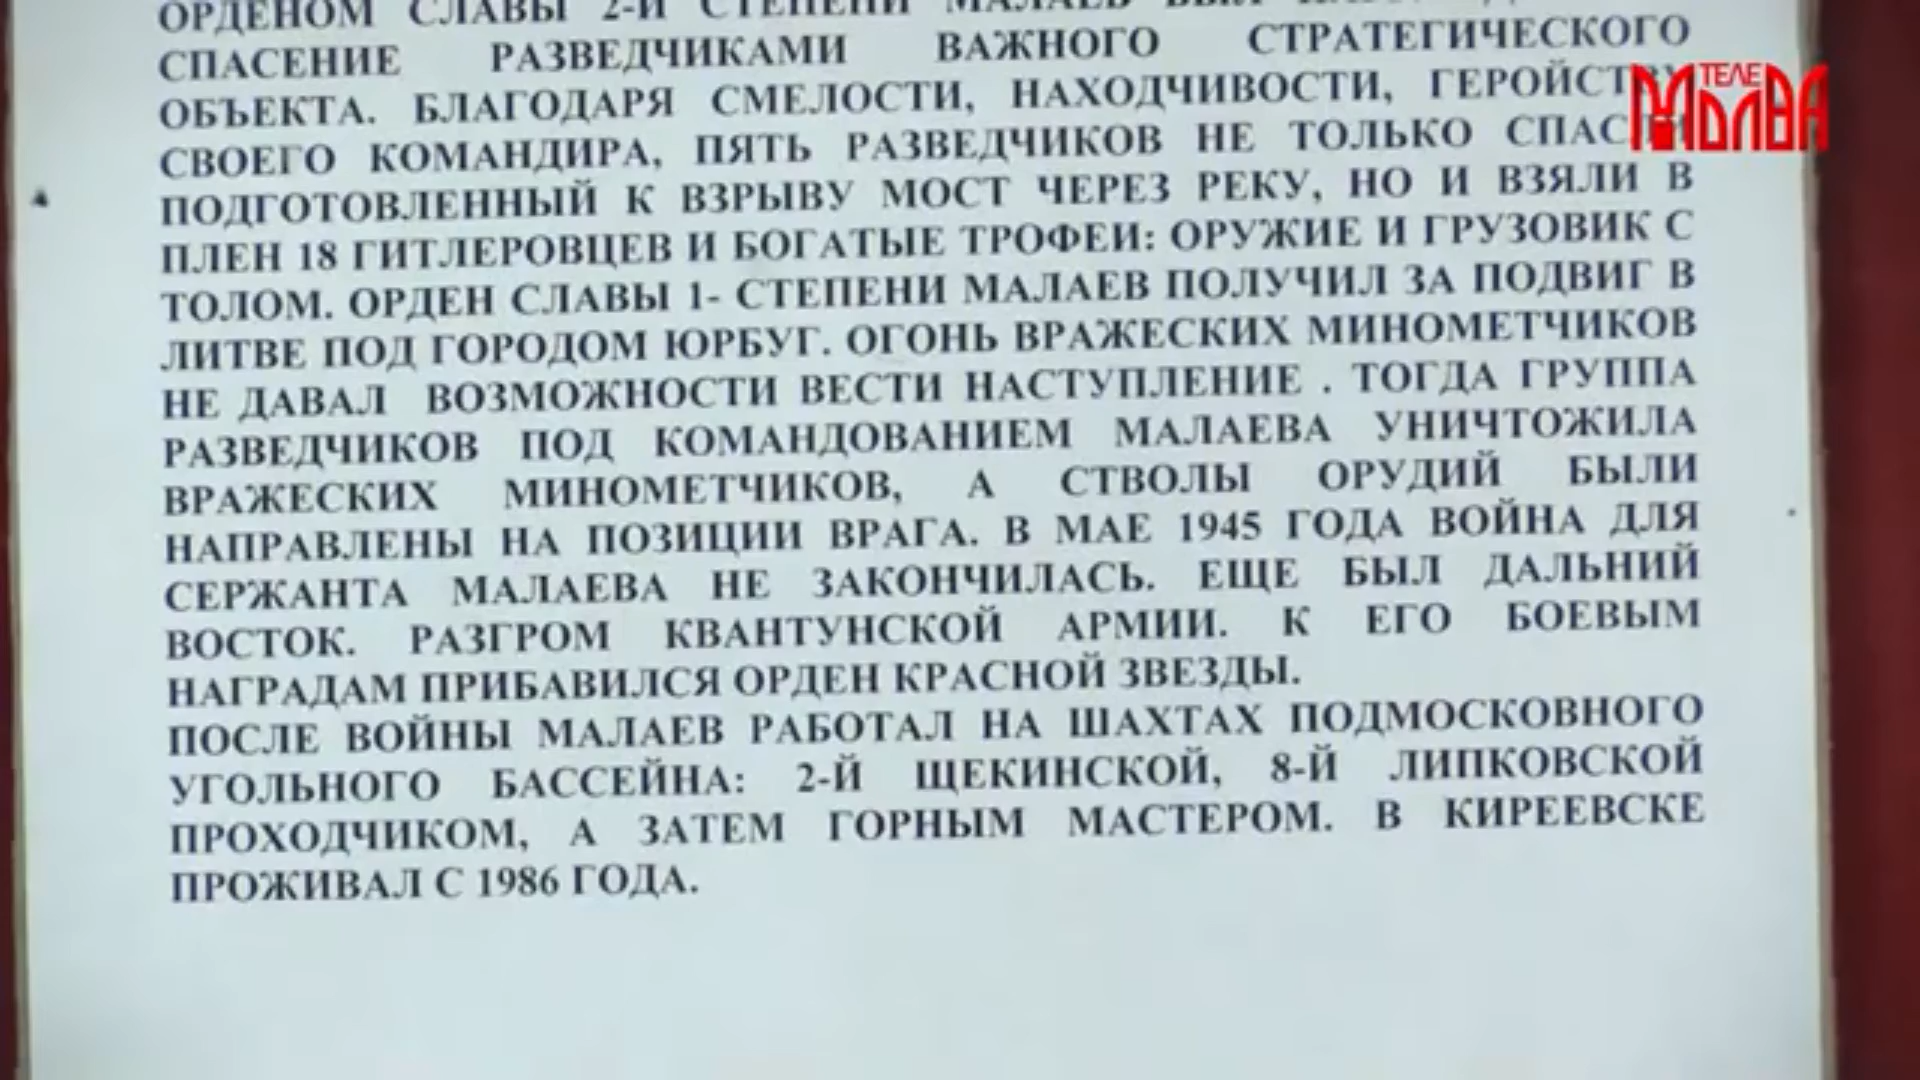 ОРДЕНОМ СЛАВЫ 2-Й СТЕПЕНИ МАЛАЕВ БЫЛ
СПАСЕНИЕ РАЗВЕДЧИКАМИ ВАЖНОГО СТРАТЕГИЧЕСКОГО
ОБЪЕКТА. БЛАГОДАРЯ СМЕЛОСТИ, НАХОДЧИВОСТИ, ГЕРОЙСТВУ
СВОЕГО КОМАНДИРА, ПЯТЬ РАЗВЕДЧИКОВ НЕ ТОЛЬКО СПАСЛИ
ПОДГОТОВЛЕННЫЙ К ВЗРЫВУ МОСТ ЧЕРЕЗ РЕКУ, НО И ВЗЯЛИ В
ПЛЕН 18 ГИТЛЕРОВЦЕВ И БОГАТЫЕ ТРОФЕИ: ОРУЖИЕ И ГРУЗОВИК С
ТОЛОМ. ОРДЕН СЛАВЫ 1- СТЕПЕНИ МАЛАЕВ ПОЛУЧИЛ ЗА ПОДВИГ В
ЛИТВЕ ПОД ГОРОДОМ ЮРБУГ. ОГОНЬ ВРАЖЕСКИХ МИНОМЕТЧИКОВ
НЕ ДАВАЛ ВОЗМОЖНОСТИ ВЕСТИ НАСТУПЛЕНИЕ . ТОГДА ГРУППА
РАЗВЕДЧИКОВ ПОД КОМАНДОВАНИЕМ МАЛАЕВА УНИЧТОЖИЛА
ВРАЖЕСКИХ МИНОМЕТЧИКОВ, А СТВОЛЫ ОРУДИЙ БЫЛИ
НАПРАВЛЕНЫ НА ПОЗИЦИИ ВРАГА. В МАЕ 1945 ГОДА ВОЙНА ДЛЯ
СЕРЖАНТА МАЛАЕВА НЕ ЗАКОНЧИЛАСЬ. ЕЩЕ БЫЛ ДАЛЬНИЙ
ВОСТОК. РАЗГРОМ КВАНТУНСКОЙ АРМИИ. К ЕГО БОЕВЫМ
НАГРАДАМ ПРИБАВИЛСЯ ОРДЕН КРАСНОЙ ЗВЕЗДЫ.
ПОСЛЕ ВОЙНЫ МАЛАЕВ РАБОТАЛ НА ШАХТАХ ПОДМОСКОВНОГО
УГОЛЬНОГО БАССЕЙНА: 2-Й ЩЕКИНСКОЙ, 8-Й ЛИПКОВСКОЙ
ПРОХОДЧИКОМ, А ЗАТЕМ ГОРНЫМ МАСТЕРОМ. В КИРЕЕВСКЕ
ПРОЖИВАЛ С 1986 ГОДА.
ТЕЛЕ
МОЛВА